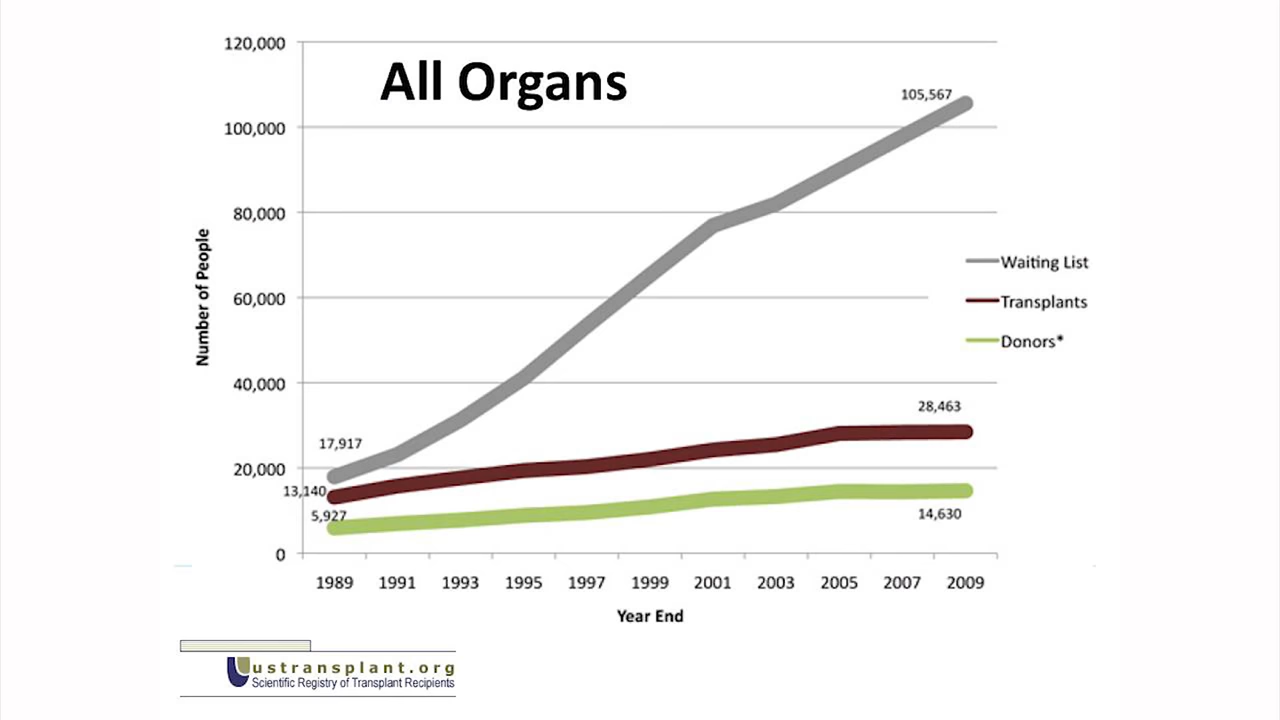 All Organs
120,000
100,000
80,000
60,000
40,000
20,000
0
Number of People
105,567
17,917
13,140
5,927
28,463
14,630
Waiting List
Transplants
Donors*
1989 1991 1993 1995 1997 1999 2001 2003 2005 2007 2009
Year End
ustransplant.org
Scientific Registry of Transplant Recipients